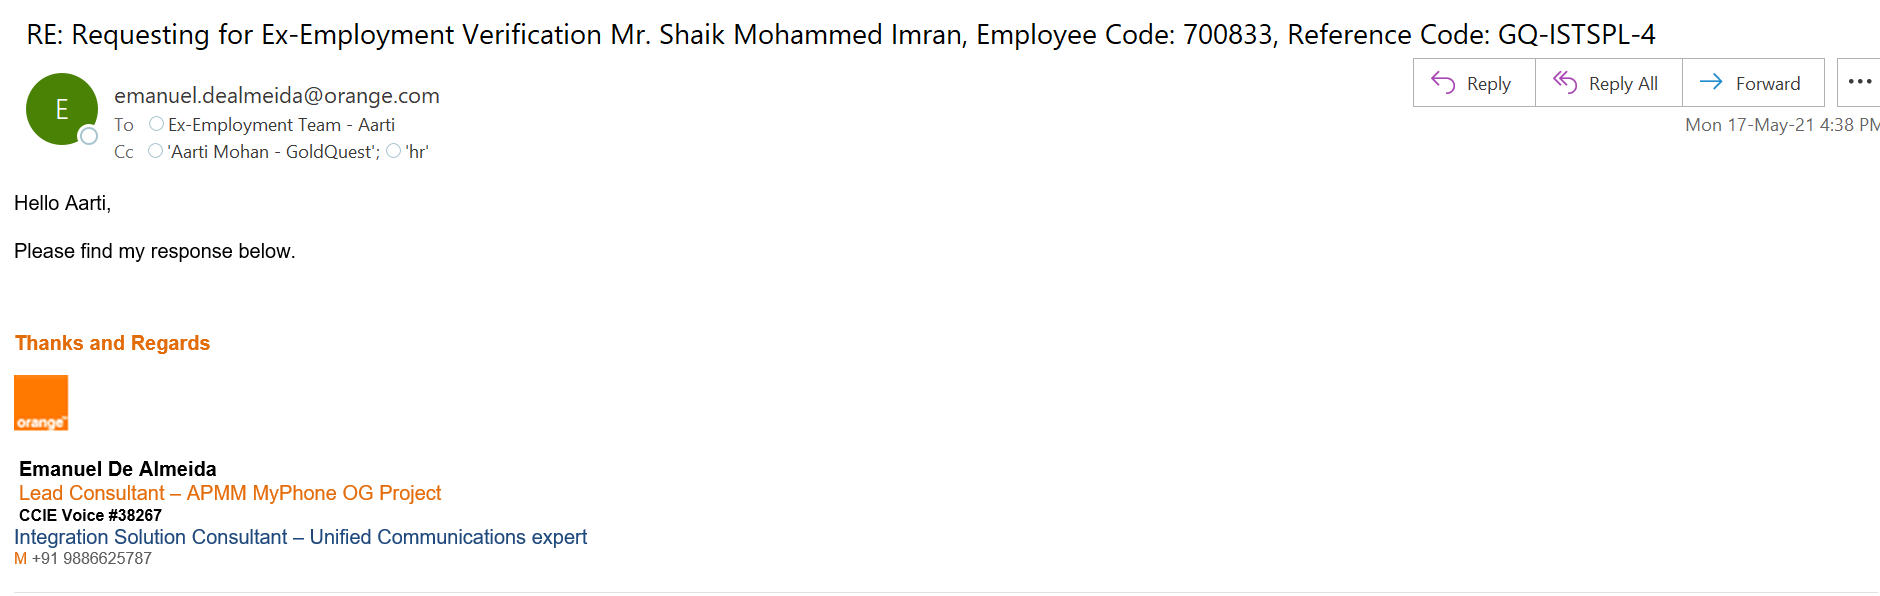 RE: Requesting for Ex-Employment Verification Mr. Shaik Mohammed Imran, Employee Code: 700833, Reference Code: GQ-ISTSPL-4
E
emanuel.dealmeida@orange.com
To Ex-Employment Team - Aarti
Cc 'Aarti Mohan - GoldQuest'; 'hr'
Reply
Reply All
Forward
Mon 17-May-21 4:38 PM
Hello Aarti,
Please find my response below.
Thanks and Regards
orange™
Emanuel De Almeida
Lead Consultant – APMM MyPhone OG Project
CCIE Voice #38267
Integration Solution Consultant – Unified Communications expert
M +91 9886625787